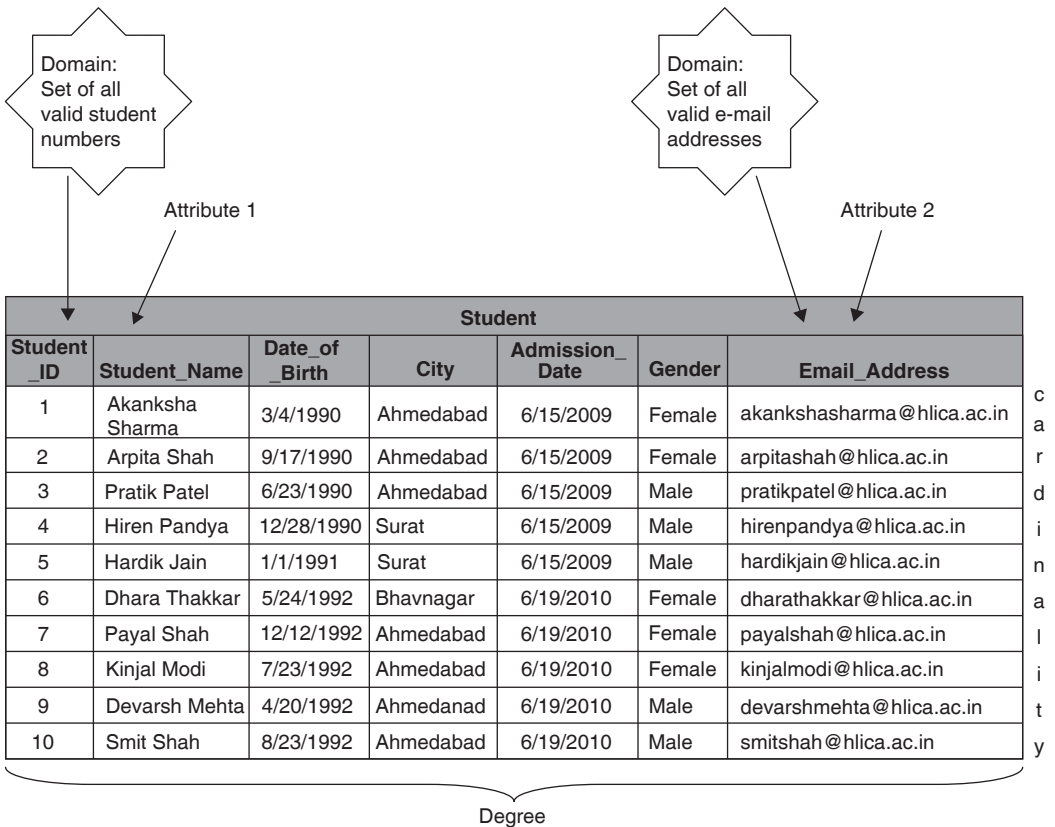 Domain:
Set of all
valid student
numbers
Domain:
Set of all
valid e-mail
addresses
Attribute 1
Attribute 2
Student
Student
_ID
Student_Name
Date_of
_Birth
City
Admission_
Date
Gender
Email_Address
1 Akanksha
Sharma 3/4/1990 Ahmedabad 6/15/2009 Female akankshasharma@hlica.ac.in
2 Arpita Shah 9/17/1990 Ahmedabad 6/15/2009 Female arpitashah@hlica.ac.in
3 Pratik Patel 6/23/1990 Ahmedabad 6/15/2009 Male pratikpatel@hlica.ac.in
4 Hiren Pandya 12/28/1990 Surat 6/15/2009 Male hirenpandya@hlica.ac.in
5 Hardik Jain 1/1/1991 Surat 6/15/2009 Male hardikjain@hlica.ac.in
6 Dhara Thakkar 5/24/1992 Bhavnagar 6/19/2010 Female dharathakkar@hlica.ac.in
7 Payal Shah 12/12/1992 Ahmedabad 6/19/2010 Female payalshah@hlica.ac.in
8 Kinjal Modi 7/23/1992 Ahmedabad 6/19/2010 Female kinjalmodi@hlica.ac.in
9 Devarsh Mehta 4/20/1992 Ahmedanad 6/19/2010 Male devarshmehta@hlica.ac.in
10 Smit Shah 8/23/1992 Ahmedabad 6/19/2010 Male smitshah@hlica.ac.in
cardinality
Degree